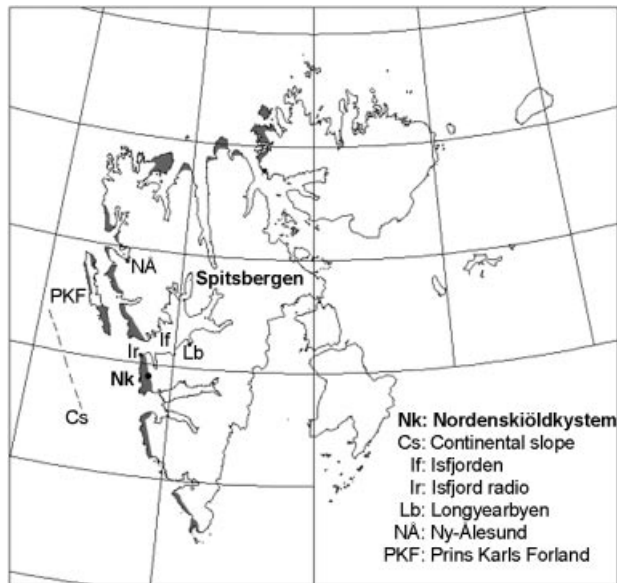 NÅ
Spitsbergen
PKF
If
Ir
Lb
Nk
Cs
Nk: Nordenskiöldkystem
Cs: Continental slope
If: Isfjorden
Ir: Isfjord radio
Lb: Longyearbyen
NÅ: Ny-Ålesund
PKF: Prins Karls Forland